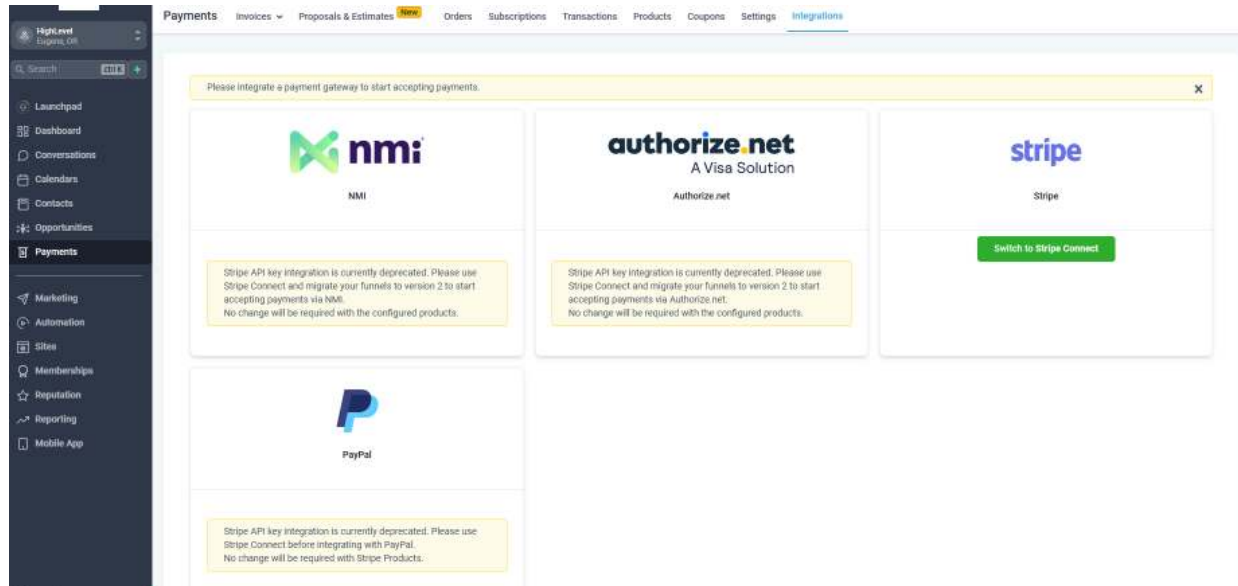 Payments Invoices Proposals & Estimates New Orders Subscriptions Transactions Products Coupons Settings Integrations
HighLevel
Eugene, OR
Search ctrl K +
Launchpad
Dashboard
Conversations
Calendars
Contacts
Opportunities
Payments
Marketing
Automation
Sites
Memberships
Reputation
Reporting
Mobile App
Please integrate a payment gateway to start accepting payments. X
nmi
NMI
Stripe API key integration is currently deprecated. Please use
Stripe Connect and migrate your funnels to version 2 to start
accepting payments via NMI.
No change will be required with the configured products.
authorize.net
A Visa Solution
Authorize.net
Stripe API key integration is currently deprecated. Please use
Stripe Connect and migrate your funnels to version 2 to start
accepting payments via Authorize.net.
No change will be required with the configured products.
stripe
Stripe
Switch to Stripe Connect
PayPal
Stripe API key integration is currently deprecated. Please use
Stripe Connect before integrating with PayPal.
No change will be required with Stripe Products.